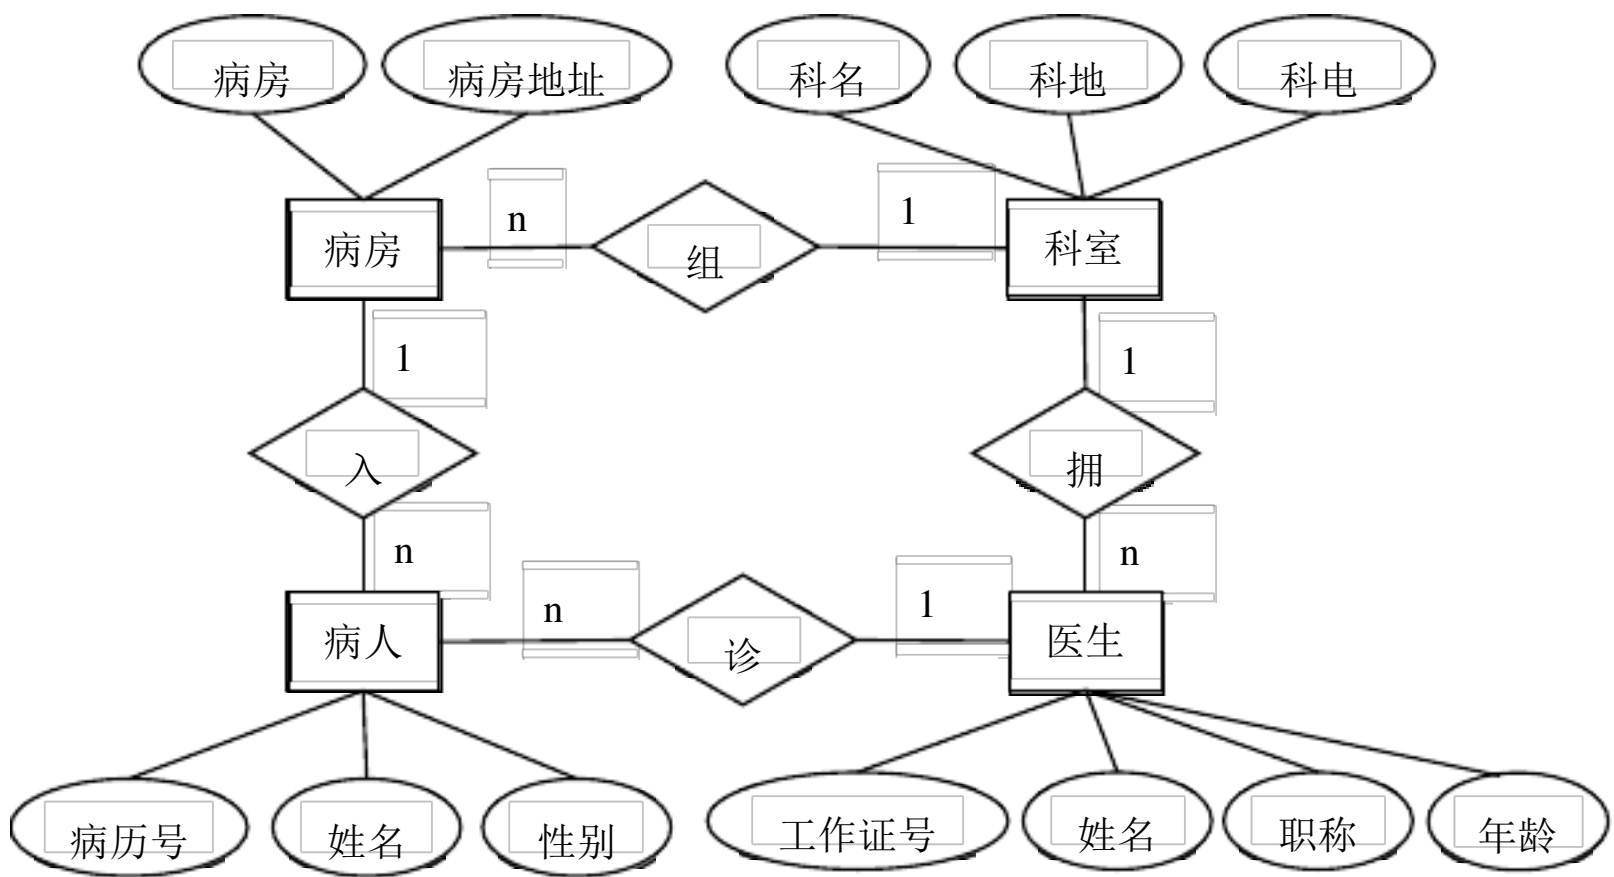 病房
病房地址
科名
科地
科电
n
1
病房
组
科室
1
1
入
拥
n
n
n
1
病人
诊
医生
病历号
姓名
性别
工作证号
姓名
职称
年龄